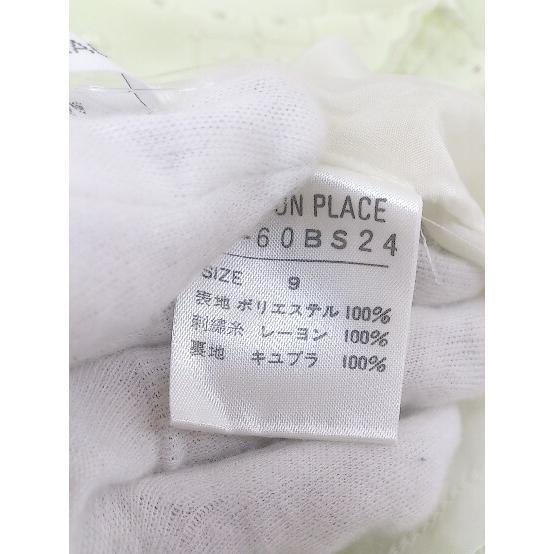 ON PLACE
-60BS24
SIZE 9
表地 ポリエステル 100%
刺繍糸 レーヨン 100%
裏地 キュプラ 100%